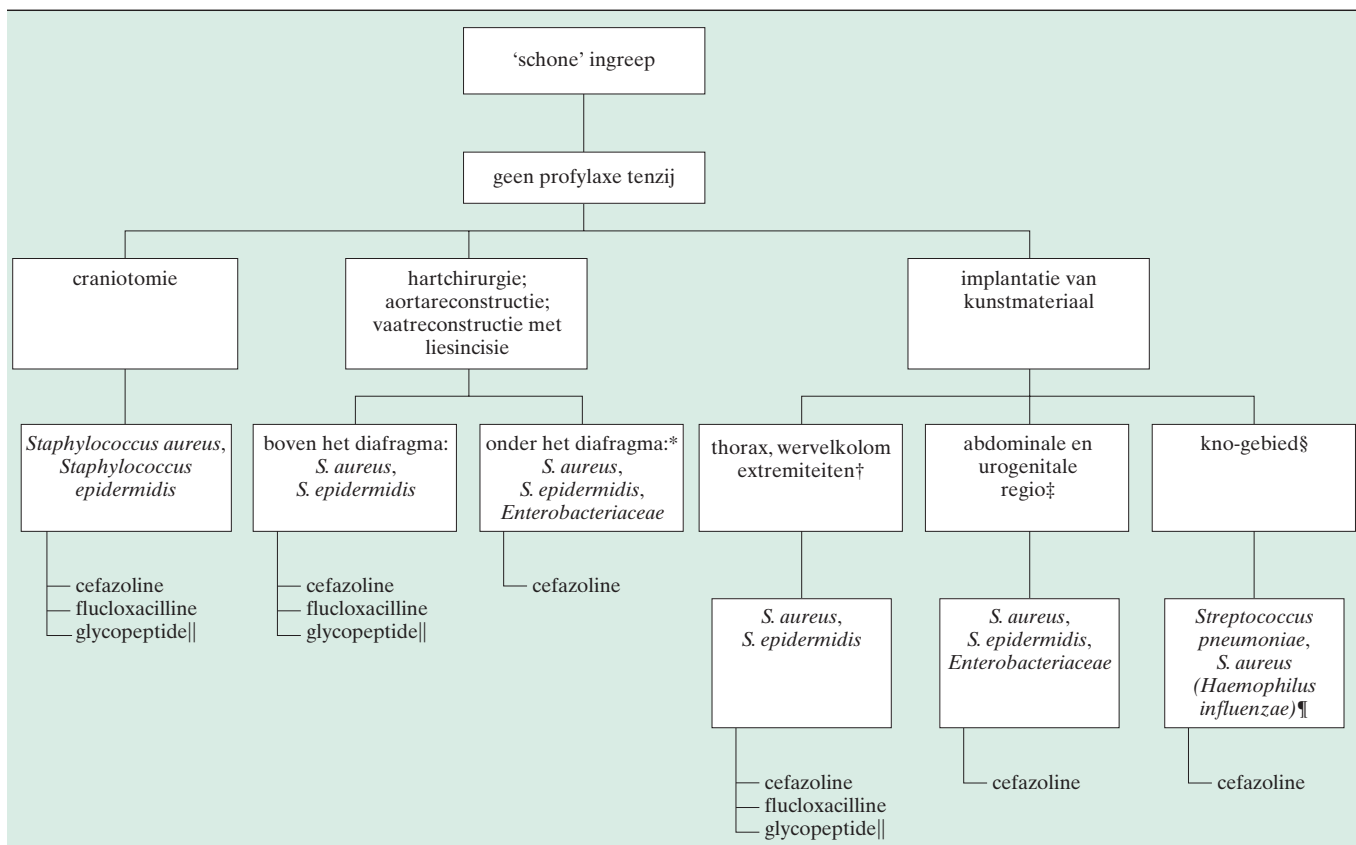 ‘schone’ ingreep
geen profylaxe tenzij
craniotomie
hartchirurgie;
aortareconstructie;
vaatreconstructie met
liesincisie
implantatie van
kunstmateriaal
Staphylococcus aureus,
Staphylococcus
epidermidis
boven het diafragma:
S. aureus,
S. epidermidis
onder het diafragma:*
S. aureus,
S. epidermidis,
Enterobacteriaceae
thorax, wervelkolom
extremiteiten†
abdominale en
urogenitale
regio‡
kno-gebied§
cefazoline
flucloxacilline
glycopeptide||
cefazoline
flucloxacilline
glycopeptide||
cefazoline
S. aureus,
S. epidermidis
S. aureus,
S. epidermidis,
Enterobacteriaceae
Streptococcus
pneumoniae,
S. aureus
(Haemophilus
influenzae)¶
cefazoline
flucloxacilline
glycopeptide||
cefazoline
cefazoline